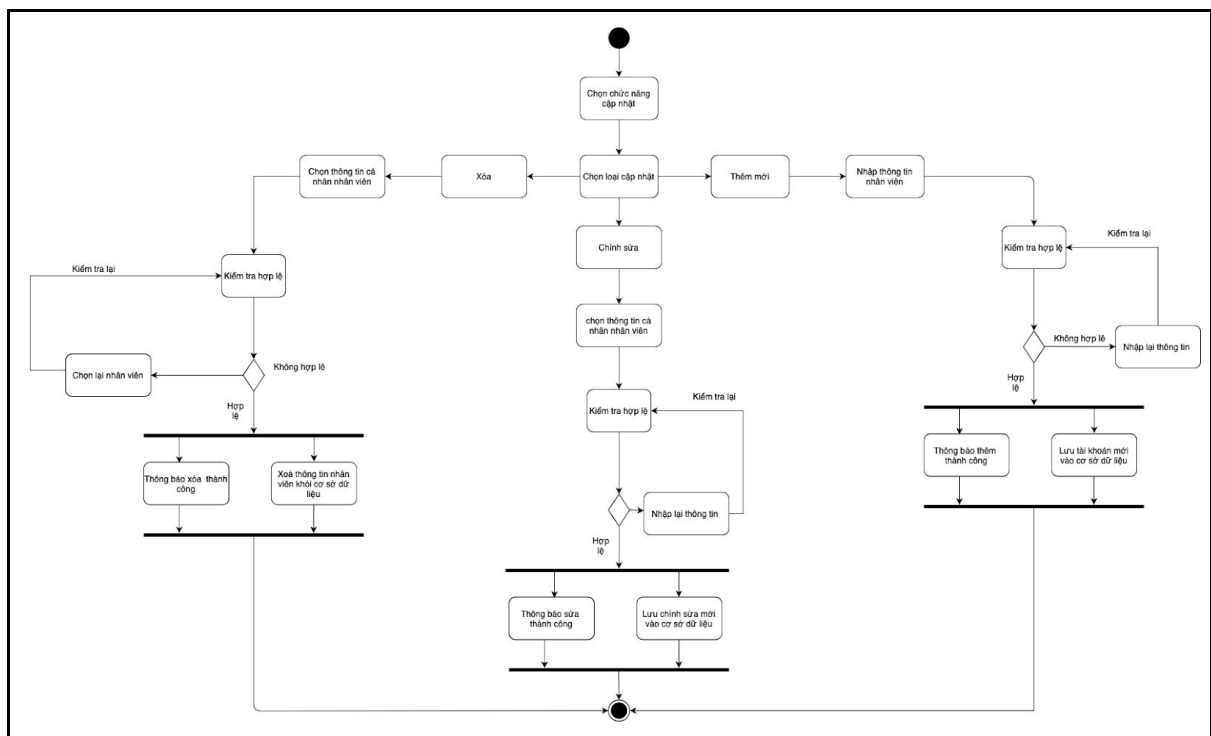 Chọn chức năng
cập nhật
Chọn thông tin cá
nhân nhân viên
Xóa
Chọn loại cập nhật
Thêm mới
Nhập thông tin
nhân viên
Chỉnh sửa
Kiểm tra lại
Kiểm tra hợp lệ
Kiểm tra lại
Kiểm tra hợp lệ
chọn thông tin cá
nhân nhân viên
Không hợp lê
Chọn lại nhân viên
Không hợp lê
Nhập lại thông tin
Hợp
lệ
Hợp
lệ
Kiểm tra hợp lệ
Kiểm tra lại
Thông báo xóa thành
công
Xoá thông tin nhân
viên khỏi cơ sở dữ
liệu
Thông báo thêm
thành công
Lưu tài khoản mới
vào cơ sở dữ liệu
Nhập lại thông tin
Hợp
lệ
Thông báo sửa
thành công
Lưu chỉnh sửa mới
vào cơ sở dữ liệu